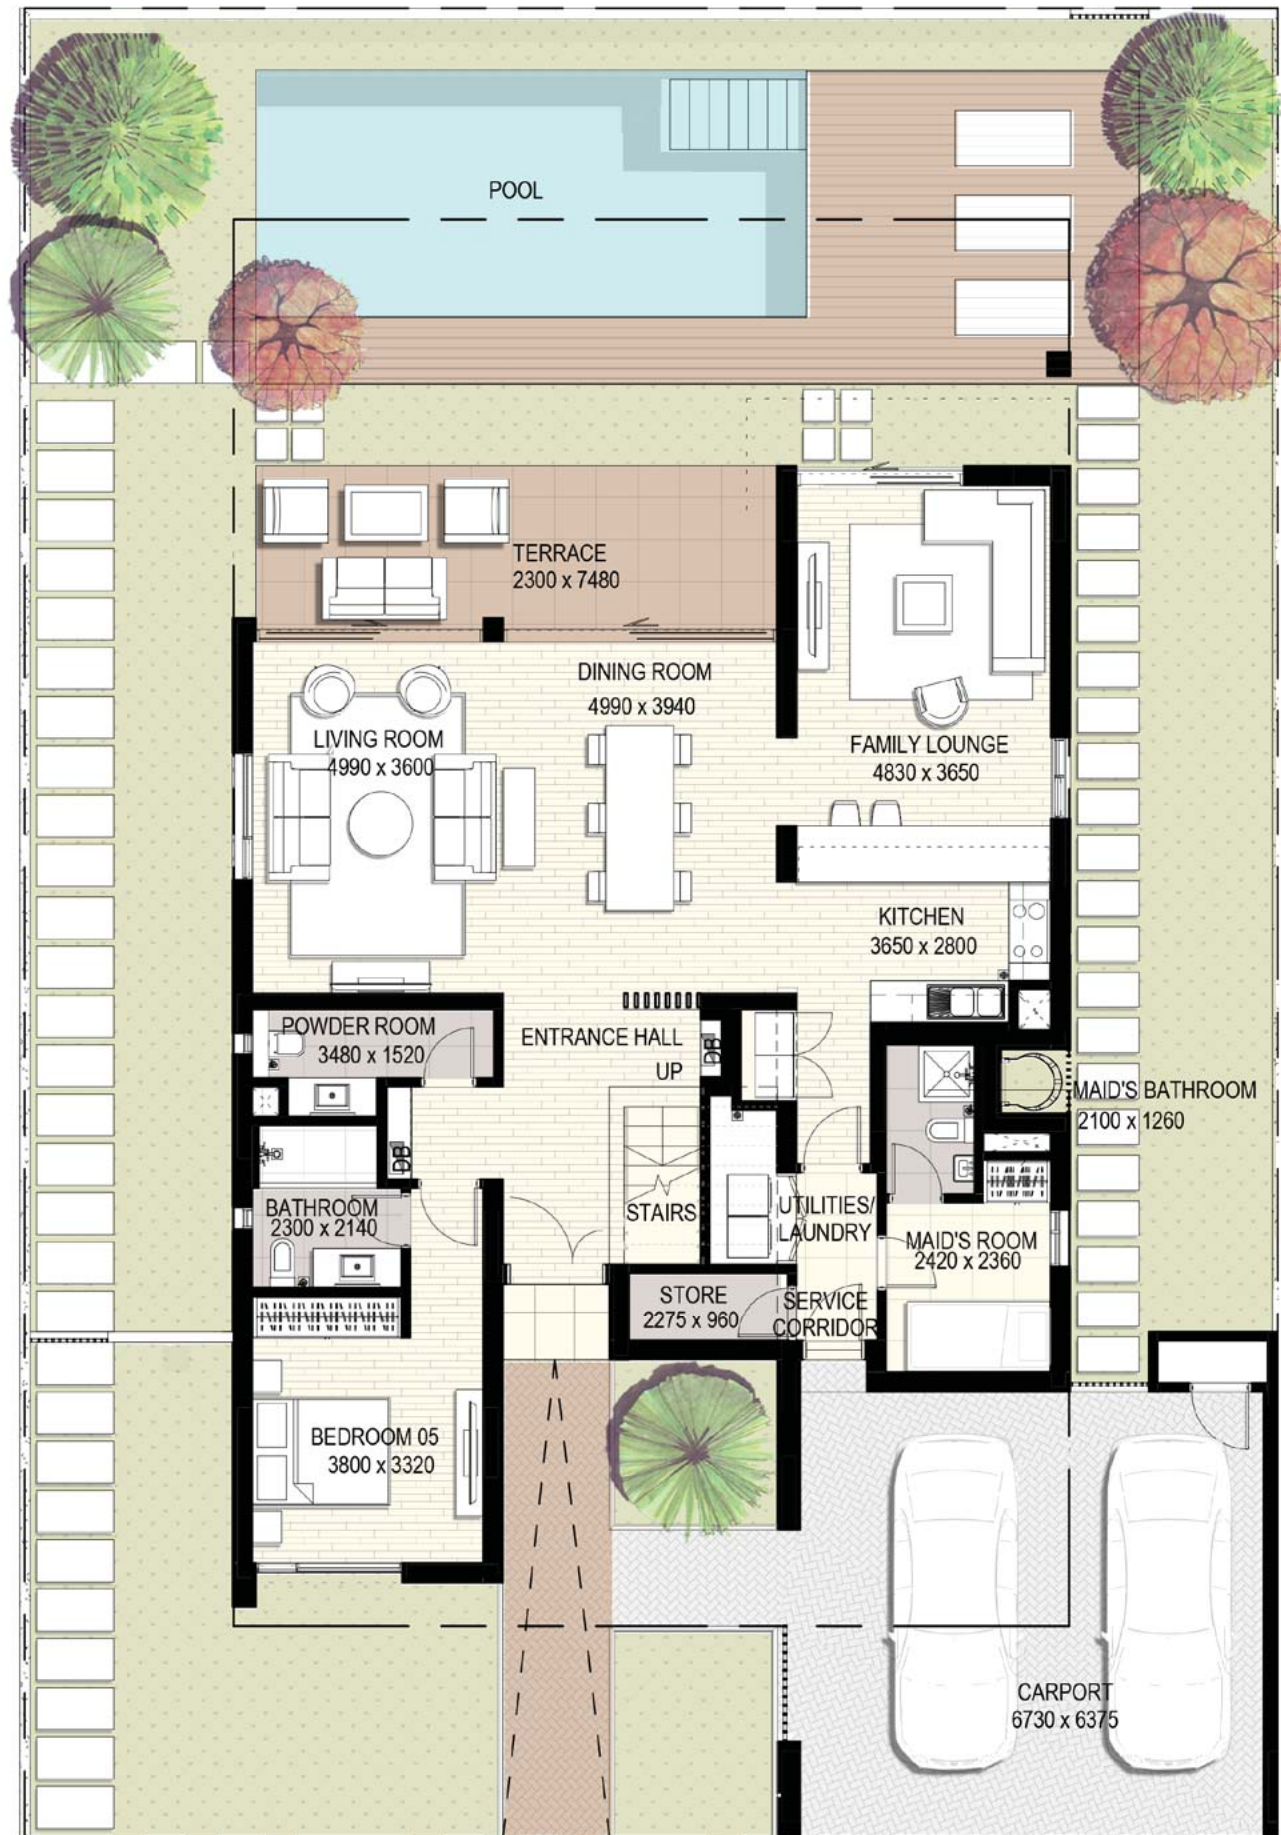 POOL
TERRACE
2300 x 7480
DINING ROOM
4990 x 3940
LIVING ROOM
4990 x 3600
FAMILY LOUNGE
4830 x 3650
KITCHEN
3650 x 2800
POWDER ROOM
3480 x 1520
ENTRANCE HALL
UP
DB
MAID'S BATHROOM
2100 x 1260
DB
BATHROOM
2300 x 2140
STAIRS
UTILITIES/
LAUNDRY
MAID'S ROOM
2420 x 2360
STORE
2275 x 960
SERVICE
CORRIDOR
BEDROOM 05
3800 x 3320
CARPORT
6730 x 6375